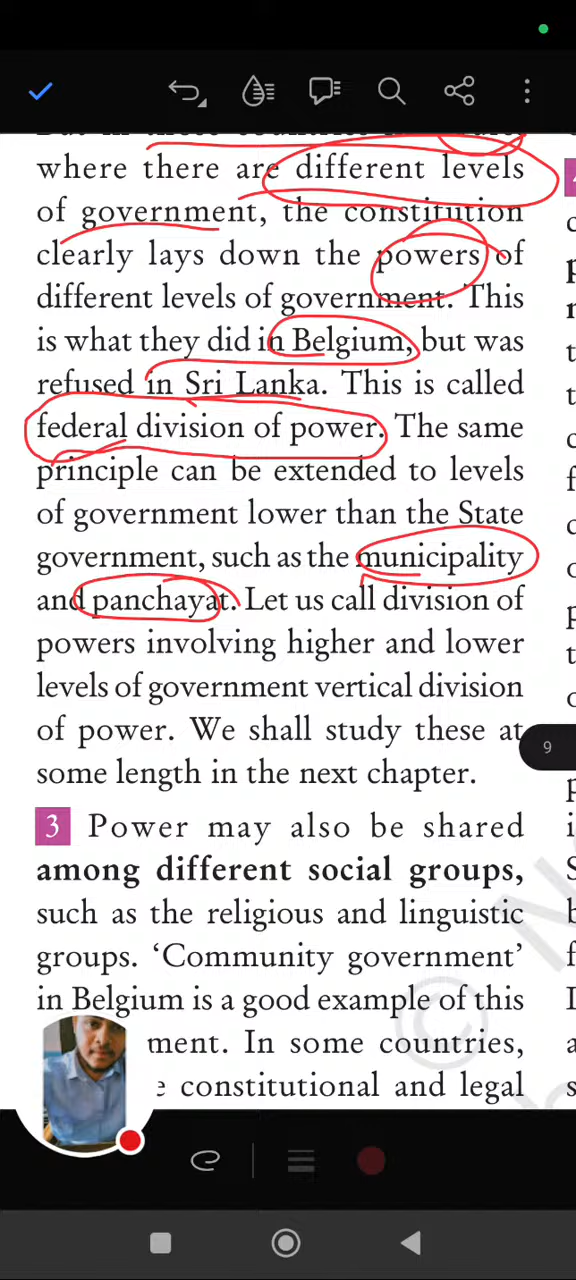 where there are different levels
of government, the constitution
clearly lays down the powers of
different levels of government. This
is what they did in Belgium, but was
refused in Sri Lanka. This is called
federal division of power. The same
principle can be extended to levels
of government lower than the State
government, such as the municipality
and panchayat. Let us call division of
powers involving higher and lower
levels of government vertical division
of power. We shall study these at
some length in the next chapter.
9
3 Power may also be shared
among different social groups,
such as the religious and linguistic
groups. ‘Community government’
in Belgium is a good example of this
ment. In some countries,
constitutional and legal